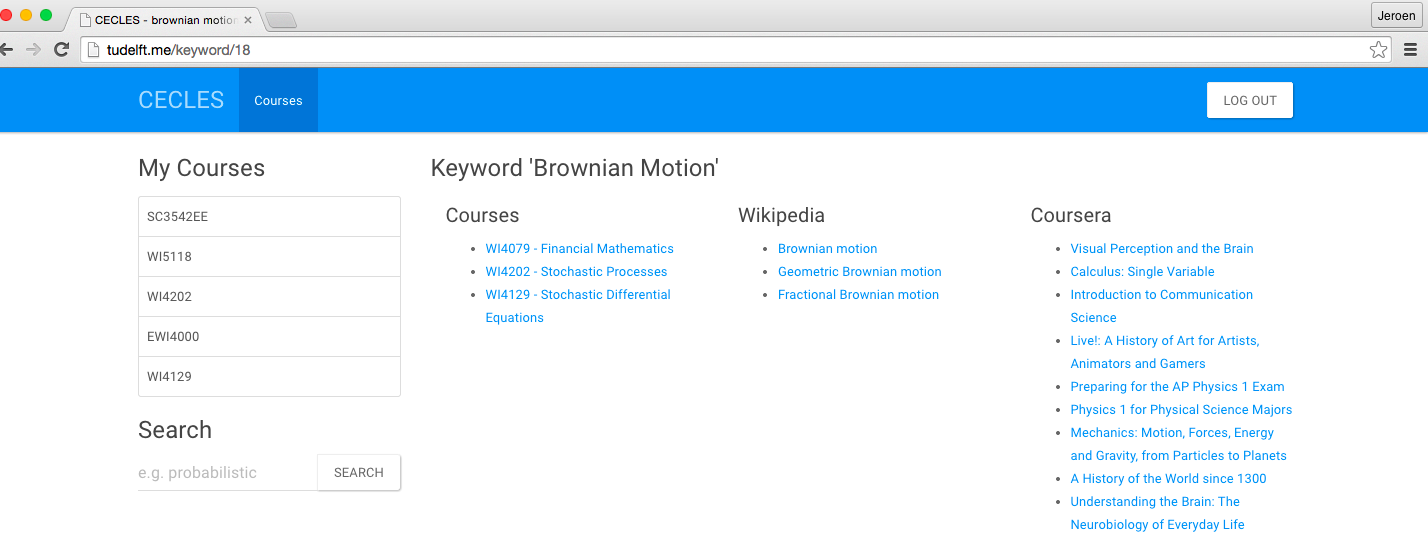 CECLES - brownian motion
Jeroen
tudelft.me/keyword/18
CECLES
Courses
LOG OUT
My Courses
SC3542EE
WI5118
WI4202
EWI4000
WI4129
Search
e.g. probabilistic
SEARCH
Keyword 'Brownian Motion'
Courses
WI4079 - Financial Mathematics
WI4202 - Stochastic Processes
WI4129 - Stochastic Differential
Equations
Wikipedia
Brownian motion
Geometric Brownian motion
Fractional Brownian motion
Coursera
Visual Perception and the Brain
Calculus: Single Variable
Introduction to Communication
Science
Live!: A History of Art for Artists,
Animators and Gamers
Preparing for the AP Physics 1 Exam
Physics 1 for Physical Science Majors
Mechanics: Motion, Forces, Energy
and Gravity, from Particles to Planets
A History of the World since 1300
Understanding the Brain: The
Neurobiology of Everyday Life